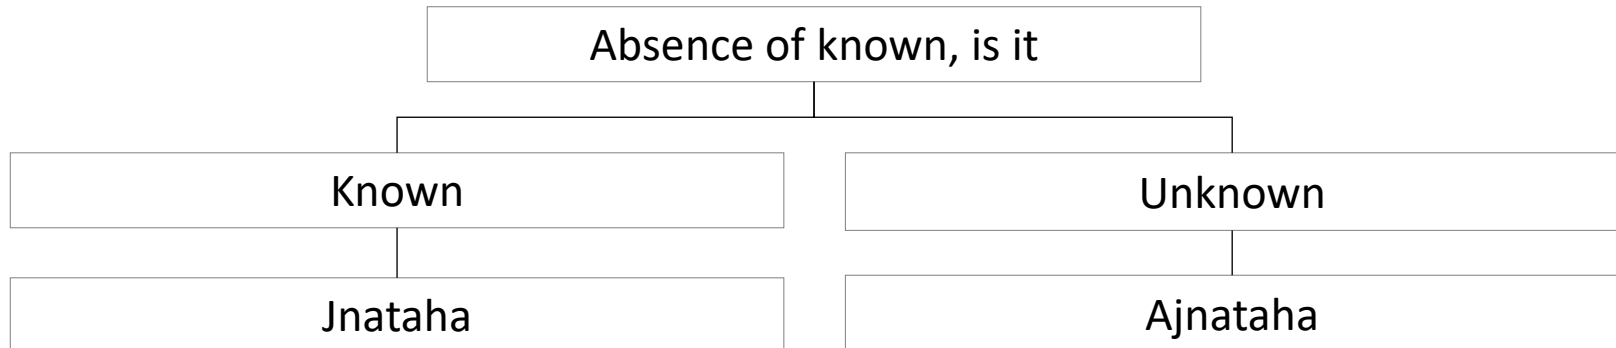 Absence of known, is it
Known
Unknown
Jnataha
Ajnataha